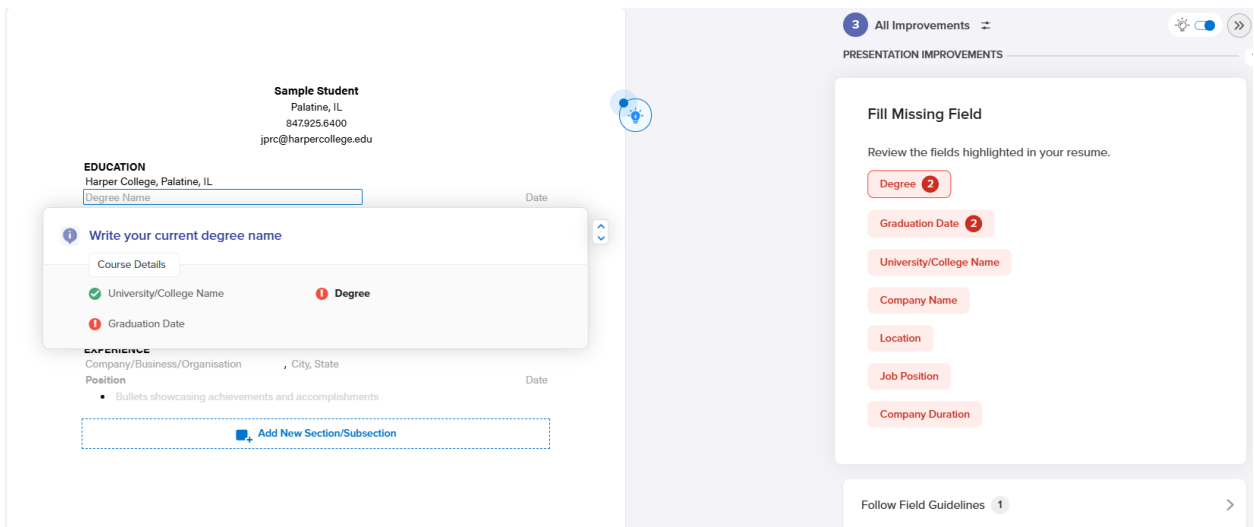 Sample Student
Palatine, IL
847.925.6400
jprc@harpercollege.edu
EDUCATION
Harper College, Palatine, IL
Degree Name Date
Write your current degree name
Course Details
University/College Name Degree
Graduation Date
EXPERIENCE
Company/Business/Organisation , City, State
Position Date
• Bullets showcasing achievements and accomplishments
Add New Section/Subsection
3 All Improvements
PRESENTATION IMPROVEMENTS
Fill Missing Field
Review the fields highlighted in your resume.
Degree 2
Graduation Date 2
University/College Name
Company Name
Location
Job Position
Company Duration
Follow Field Guidelines 1